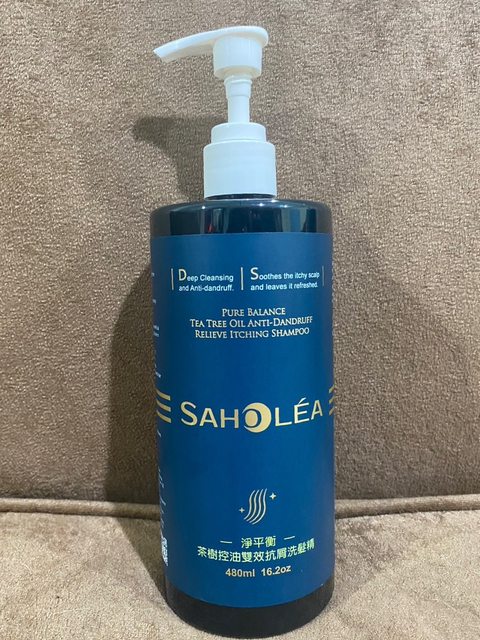 Deep Cleansing
and Anti-dandruff.
Soothes the itchy scalp
and leaves it refreshed.
PURE BALANCE
TEA TREE OIL ANTI-DANDRUFF
RELIEVE ITCHING SHAMPOO
SAHOLÉA
淨平衡
茶樹控油雙效抗屑洗髮精
480ml 16.2oz